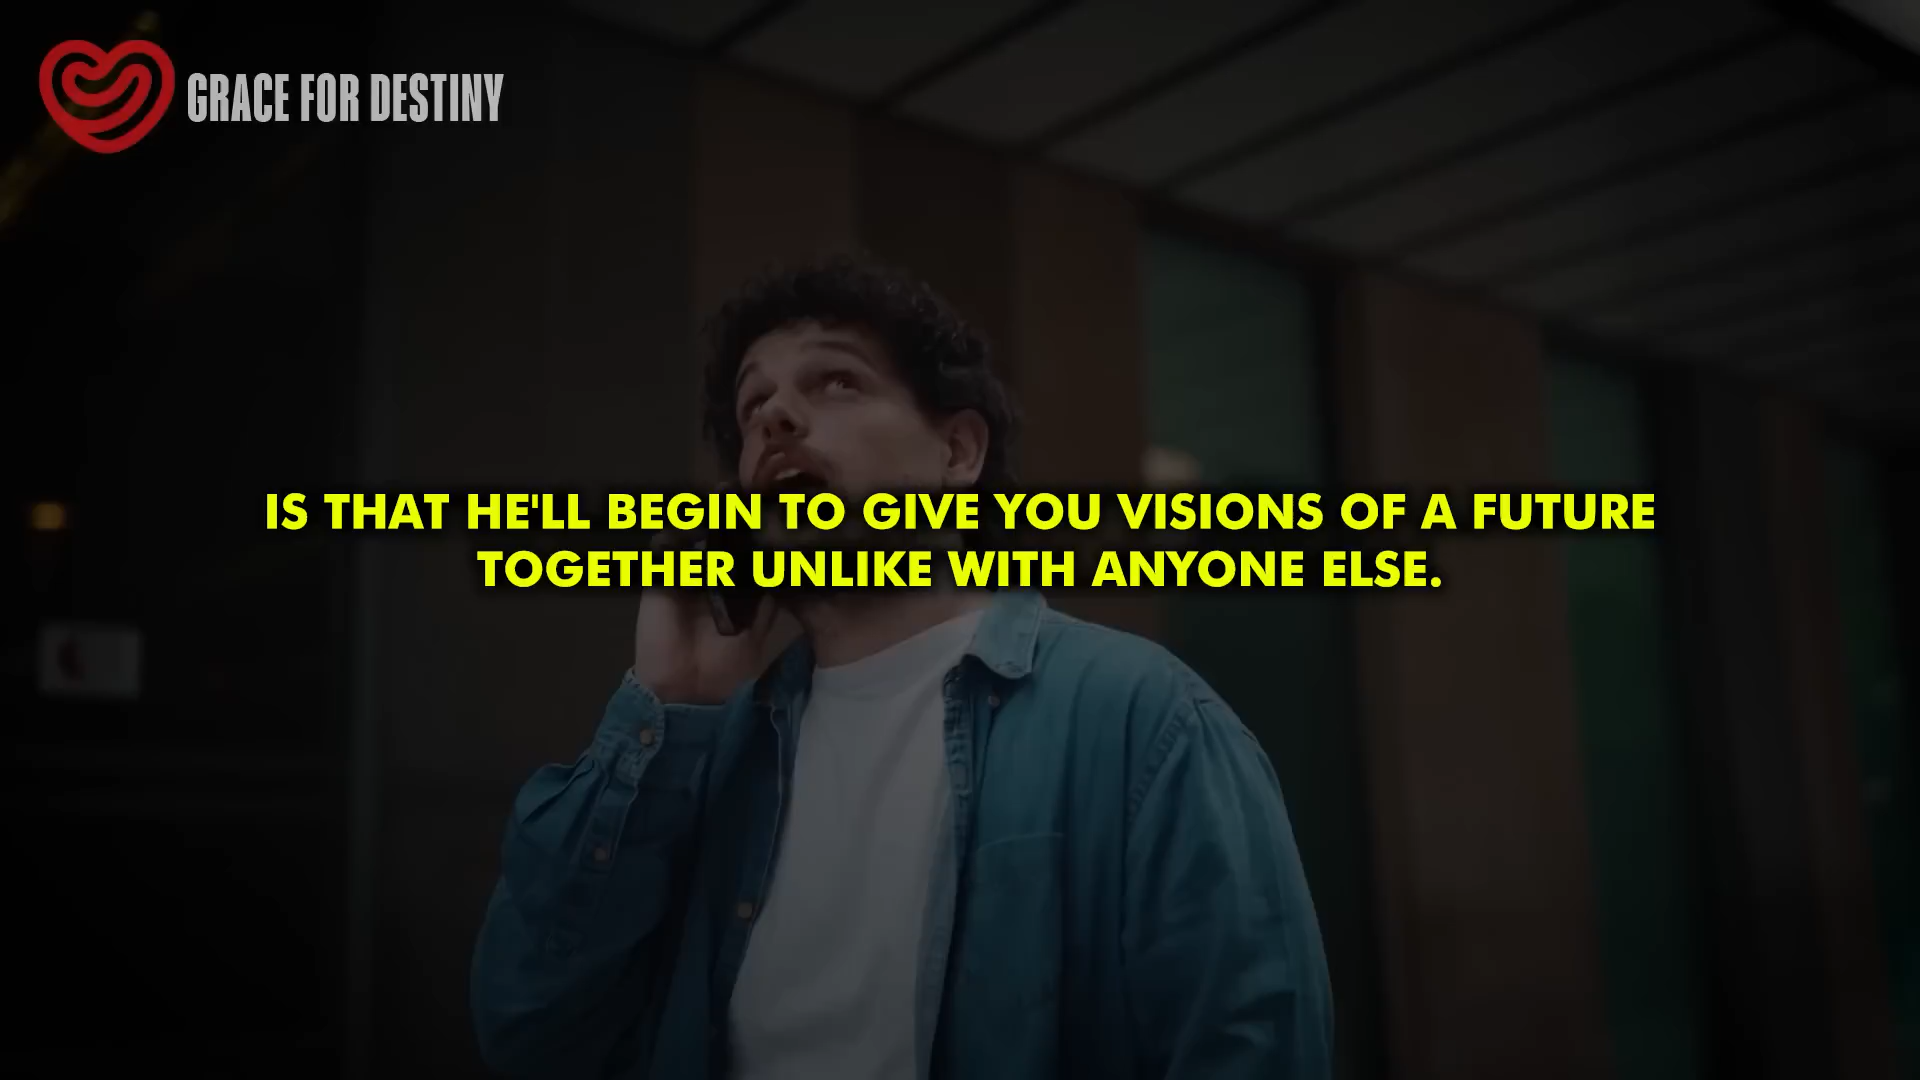 GRACE FOR DESTINY
IS THAT HE'LL BEGIN TO GIVE YOU VISIONS OF A FUTURE
TOGETHER UNLIKE WITH ANYONE ELSE.